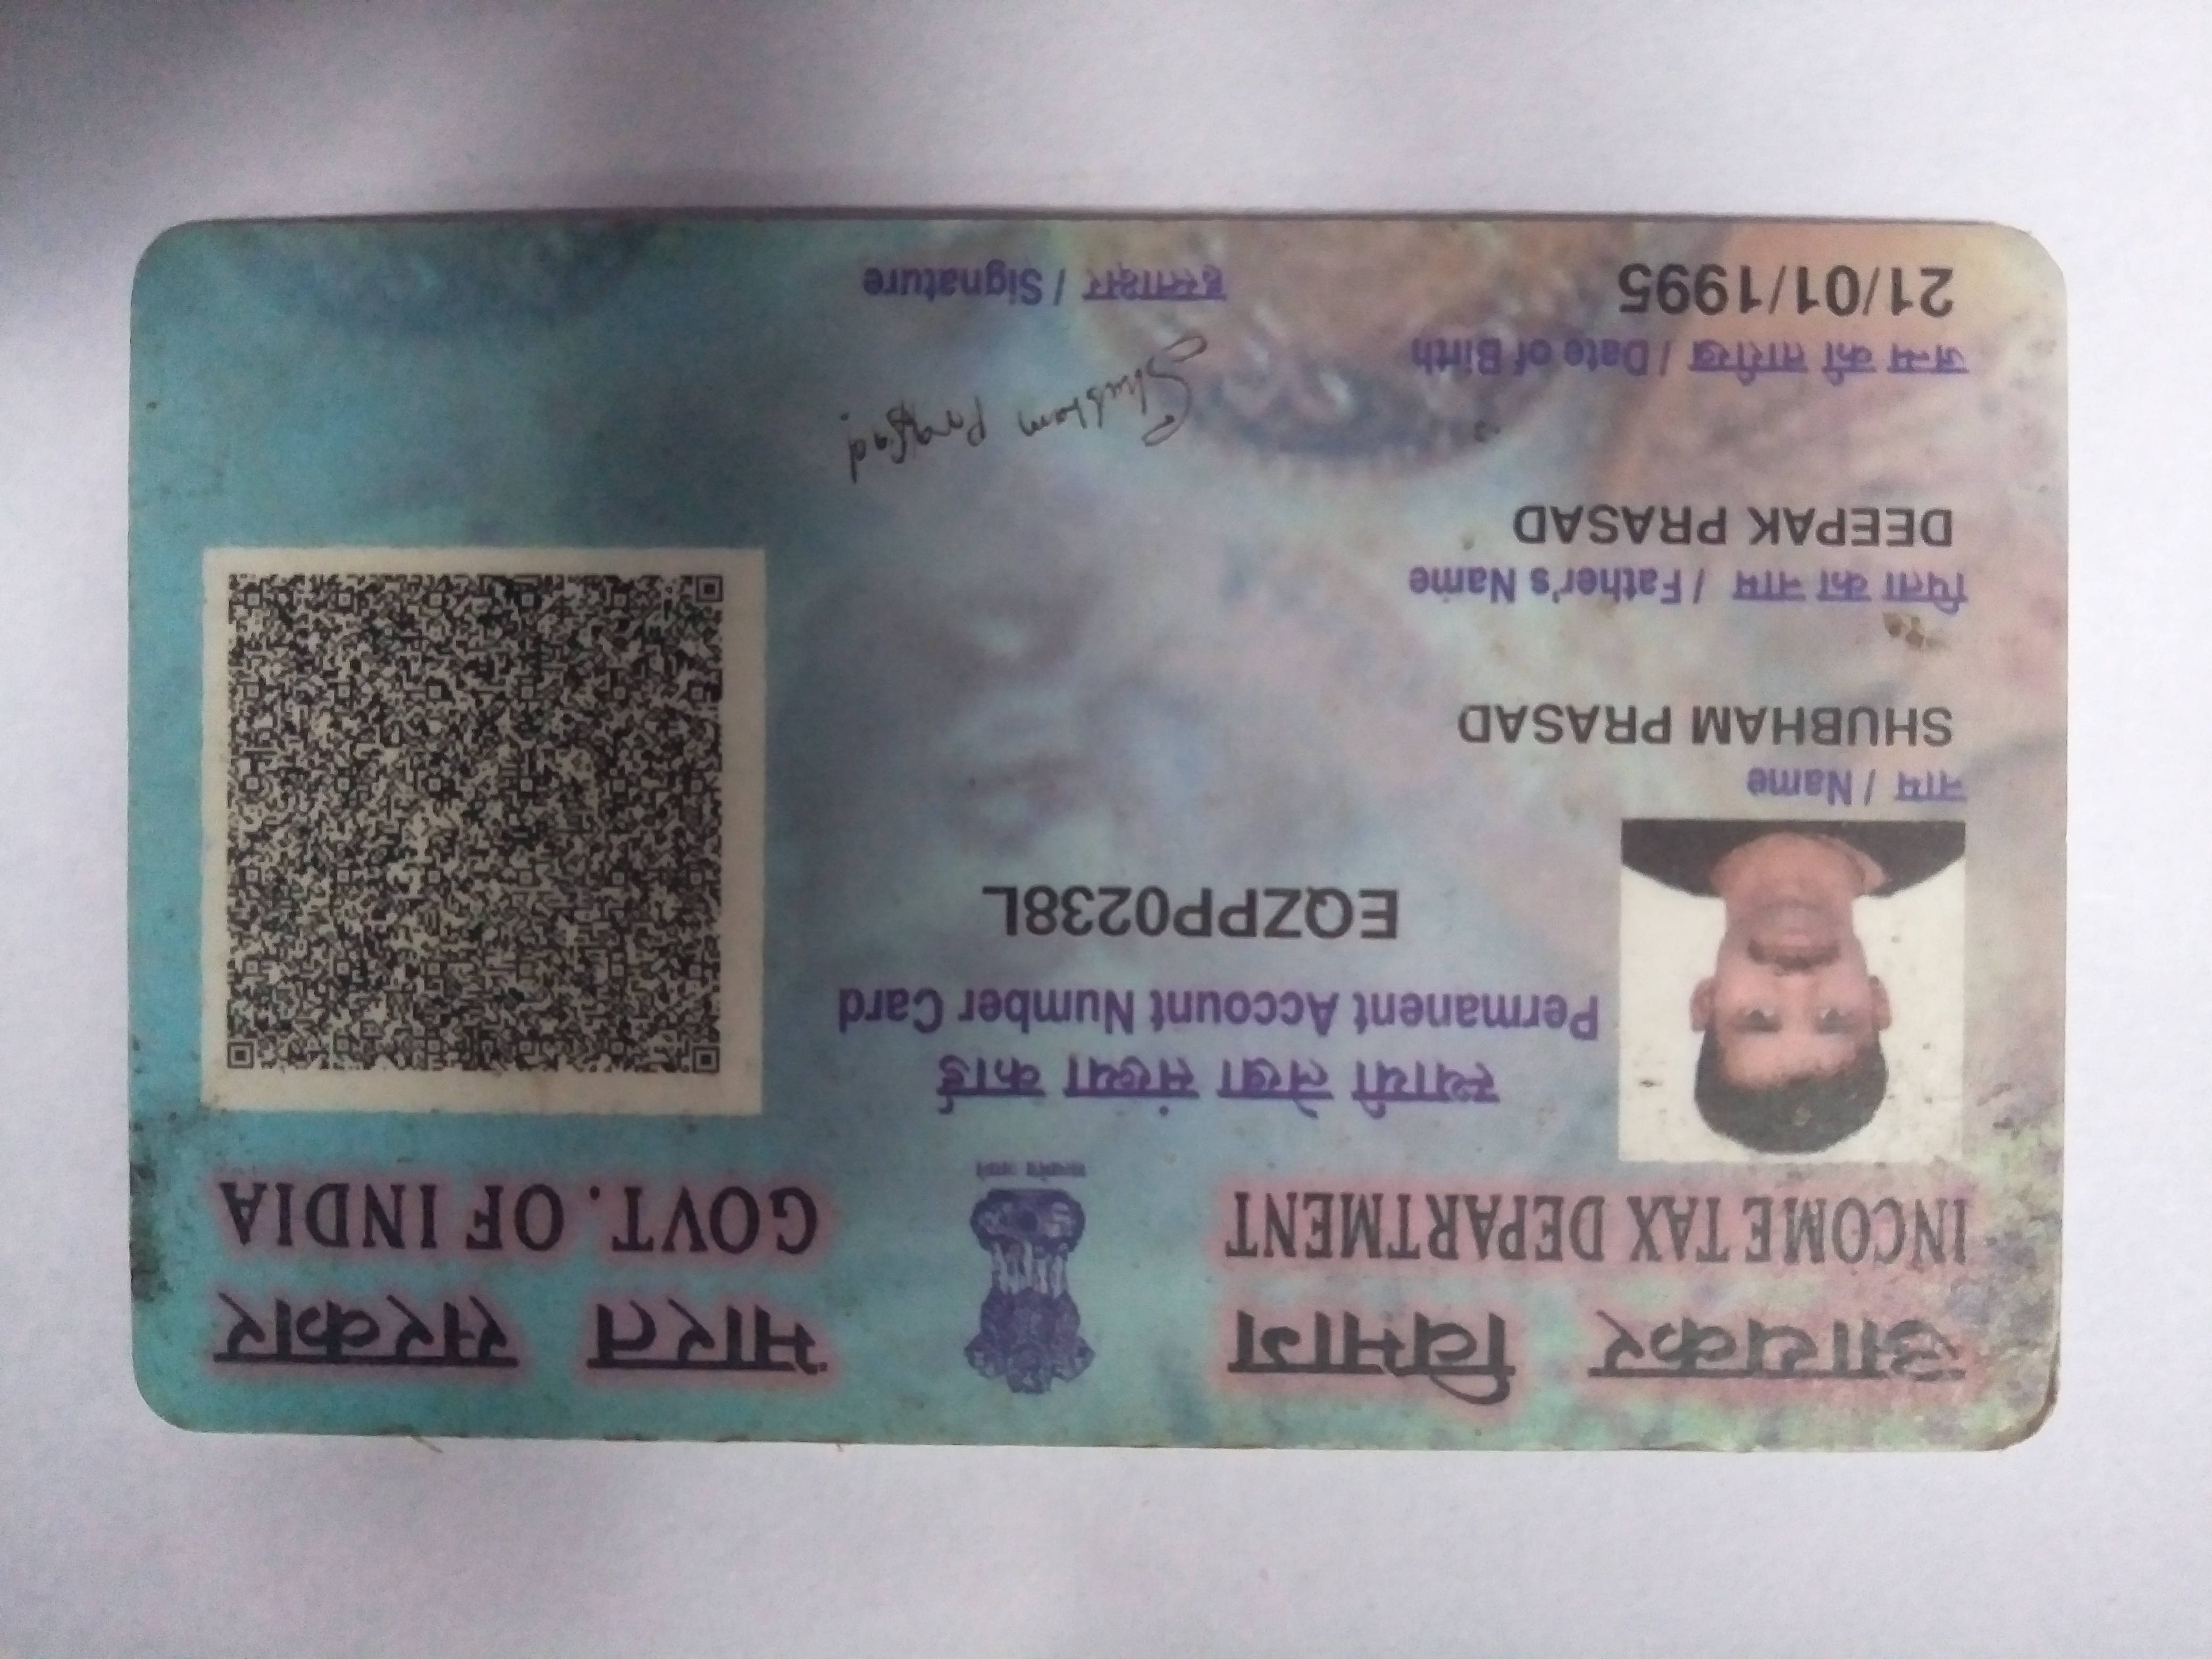 आयकर विभाग
INCOME TAX DEPARTMENT
भारत सरकार
GOVT. OF INDIA
सत्यमेव जयते
स्थायी लेखा संख्या कार्ड
Permanent Account Number Card
EQZPP0238L
नाम / Name
SHUBHAM PRASAD
पिता का नाम / Father's Name
DEEPAK PRASAD
जन्म की तारीख / Date of Birth
21/01/1995
Shubham Prasad
हस्ताक्षर / Signature